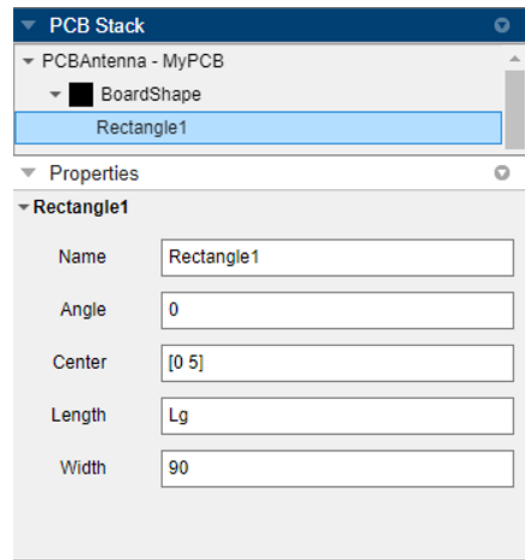 PCB Stack
PCBAntenna - MyPCB
BoardShape
Rectangle1
Properties
Rectangle1
Name Rectangle1
Angle 0
Center [0 5]
Length Lg
Width 90